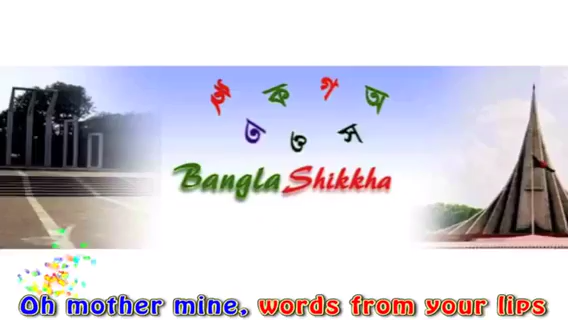 ই ক গ অ
ত ও স
Bangla Shikkha
Oh mother mine, words from your lips